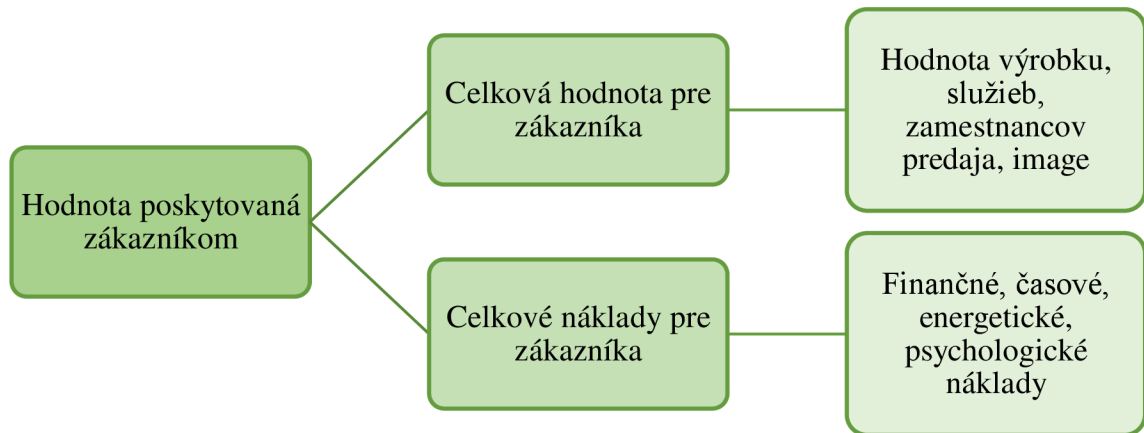 Hodnota poskytovaná
zákazníkom
Celková hodnota pre
zákazníka
Hodnota výrobku,
služieb,
zamestnancov
predaja, image
Celkové náklady pre
zákazníka
Finančné, časové,
energetické,
psychologické
náklady